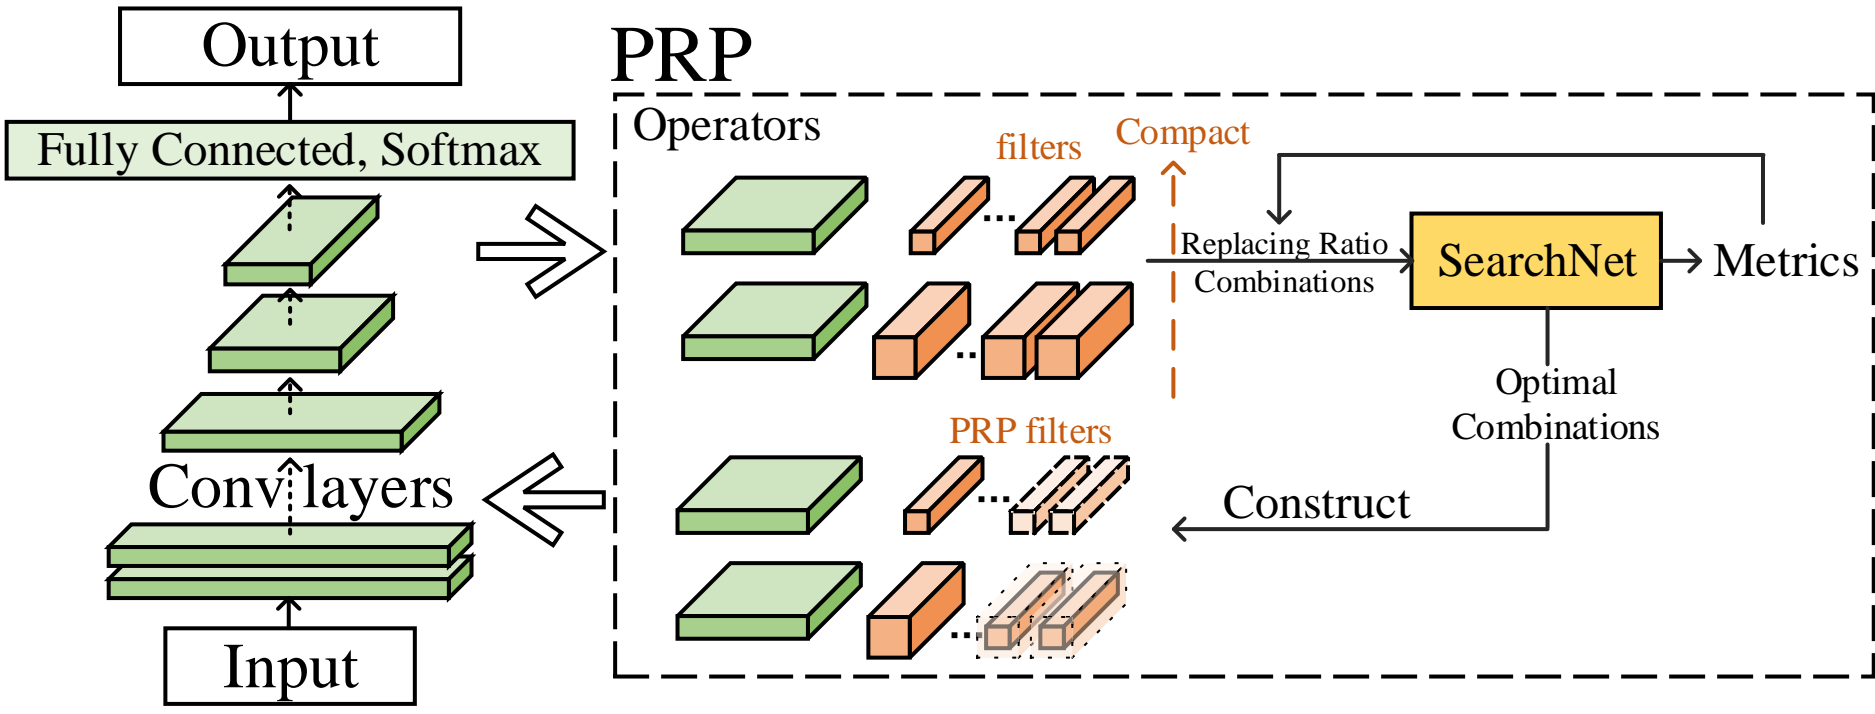 Output
Fully Connected, Softmax
Conv layers
Input
PRP
Operators
filters
Compact
...
..
Replacing Ratio
Combinations
SearchNet
Metrics
Optimal
Combinations
PRP filters
...
...
Construct